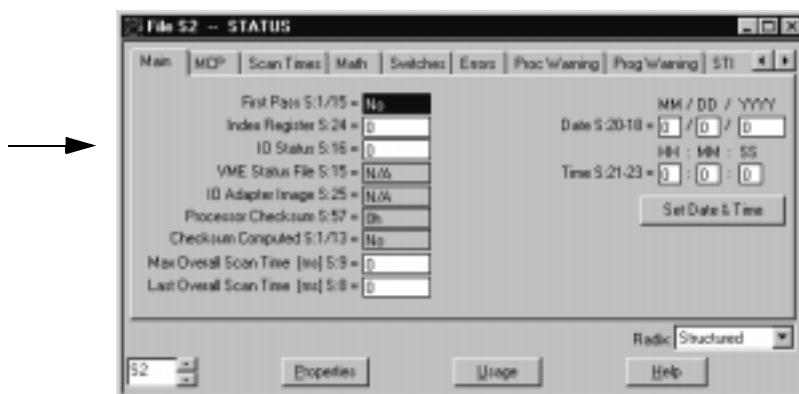 File S2 -- STATUS
Main MCP Scan Times Math Switches Errors Proc Warning Prog Warning STI
First Pass S:1/15 = No
Index Register S:24 = 0
IO Status S:16 = 0
VME Status File S:15 = N/A
IO Adapter Image S:25 = N/A
Processor Checksum S:57 = 0h
Checksum Computed S:1/13 = No
Max Overall Scan Time [ms] S:9 = 0
Last Overall Scan Time [ms] S:8 = 0
MM / DD / YYYY
Date S:20-18 = 0 / 0 / 0
HH : MM : SS
Time S:21-23 = 0 : 0 : 0
Set Date & Time
Radix: Structured
S2 Properties Usage Help